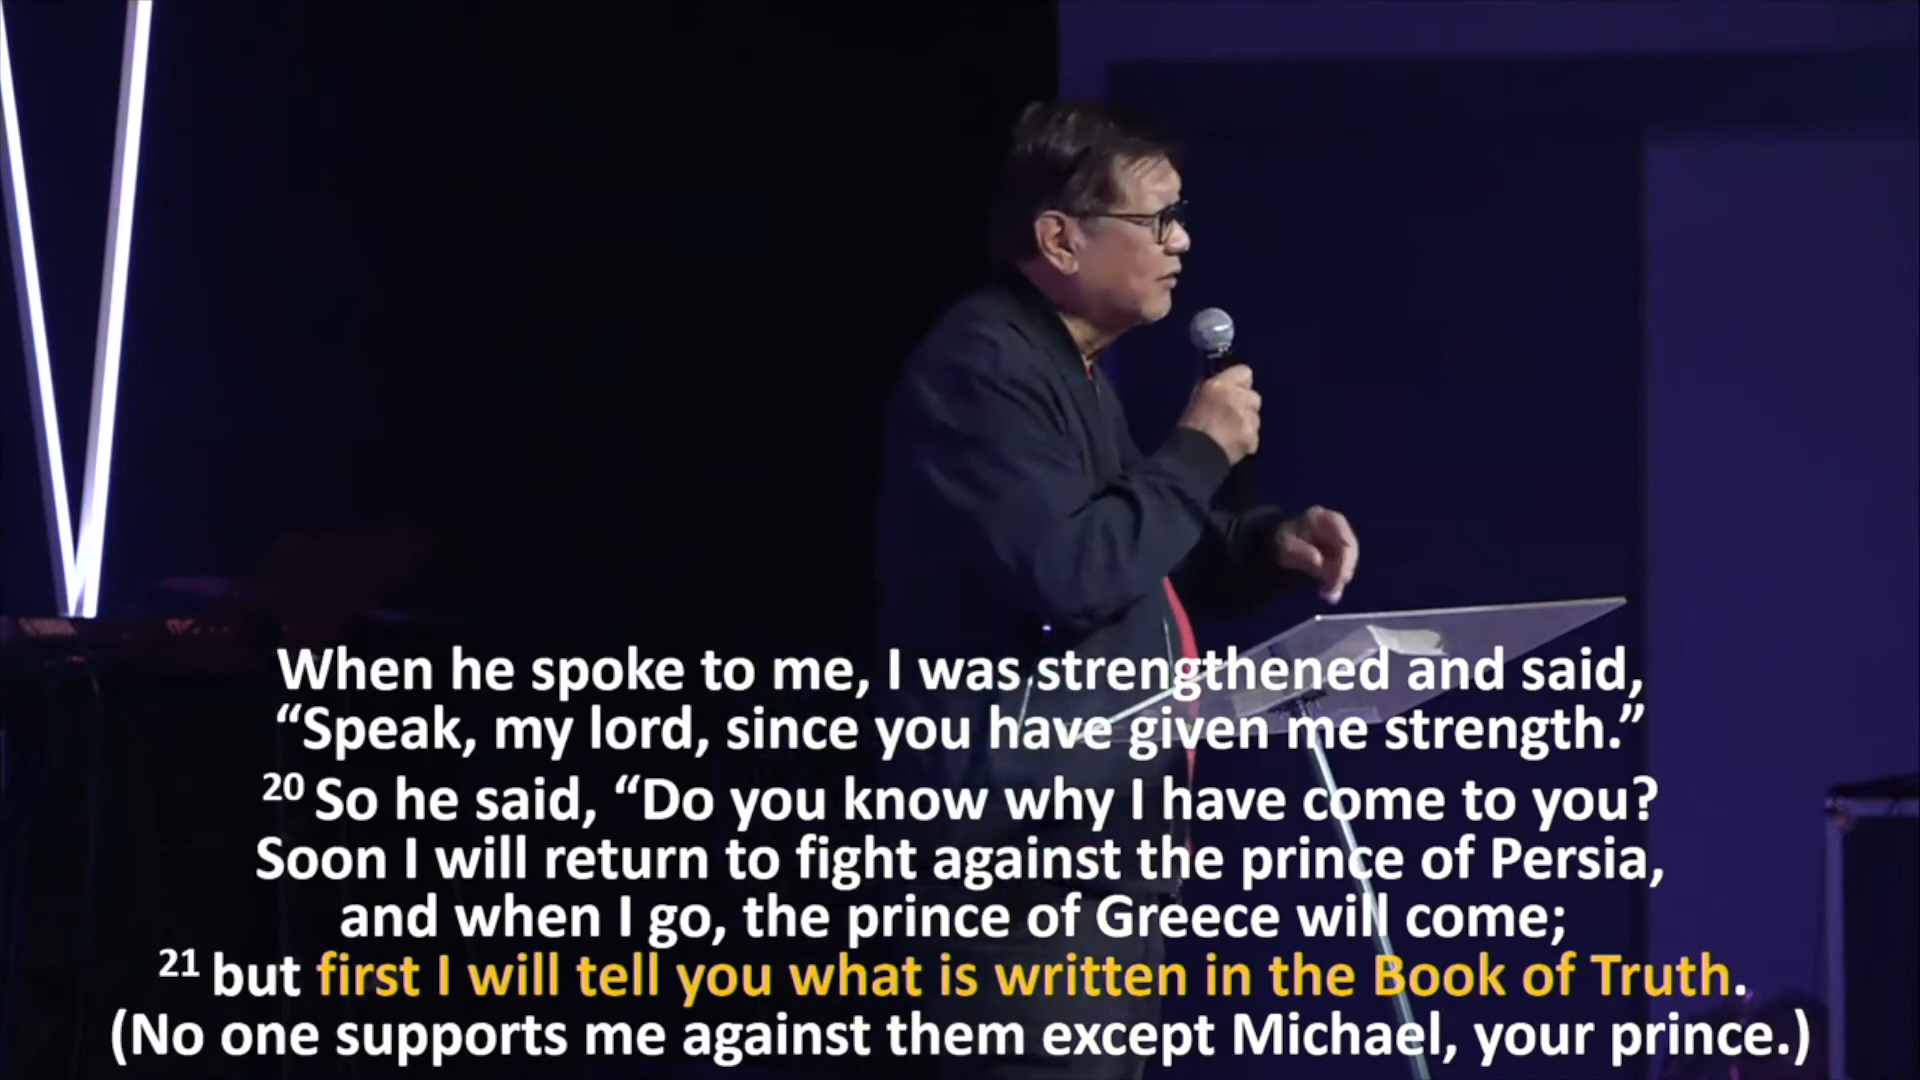 When he spoke to me, I was strengthened and said,
“Speak, my lord, since you have given me strength.”
20 So he said, “Do you know why I have come to you?
Soon I will return to fight against the prince of Persia,
and when I go, the prince of Greece will come;
21 but first I will tell you what is written in the Book of Truth.
(No one supports me against them except Michael, your prince.)